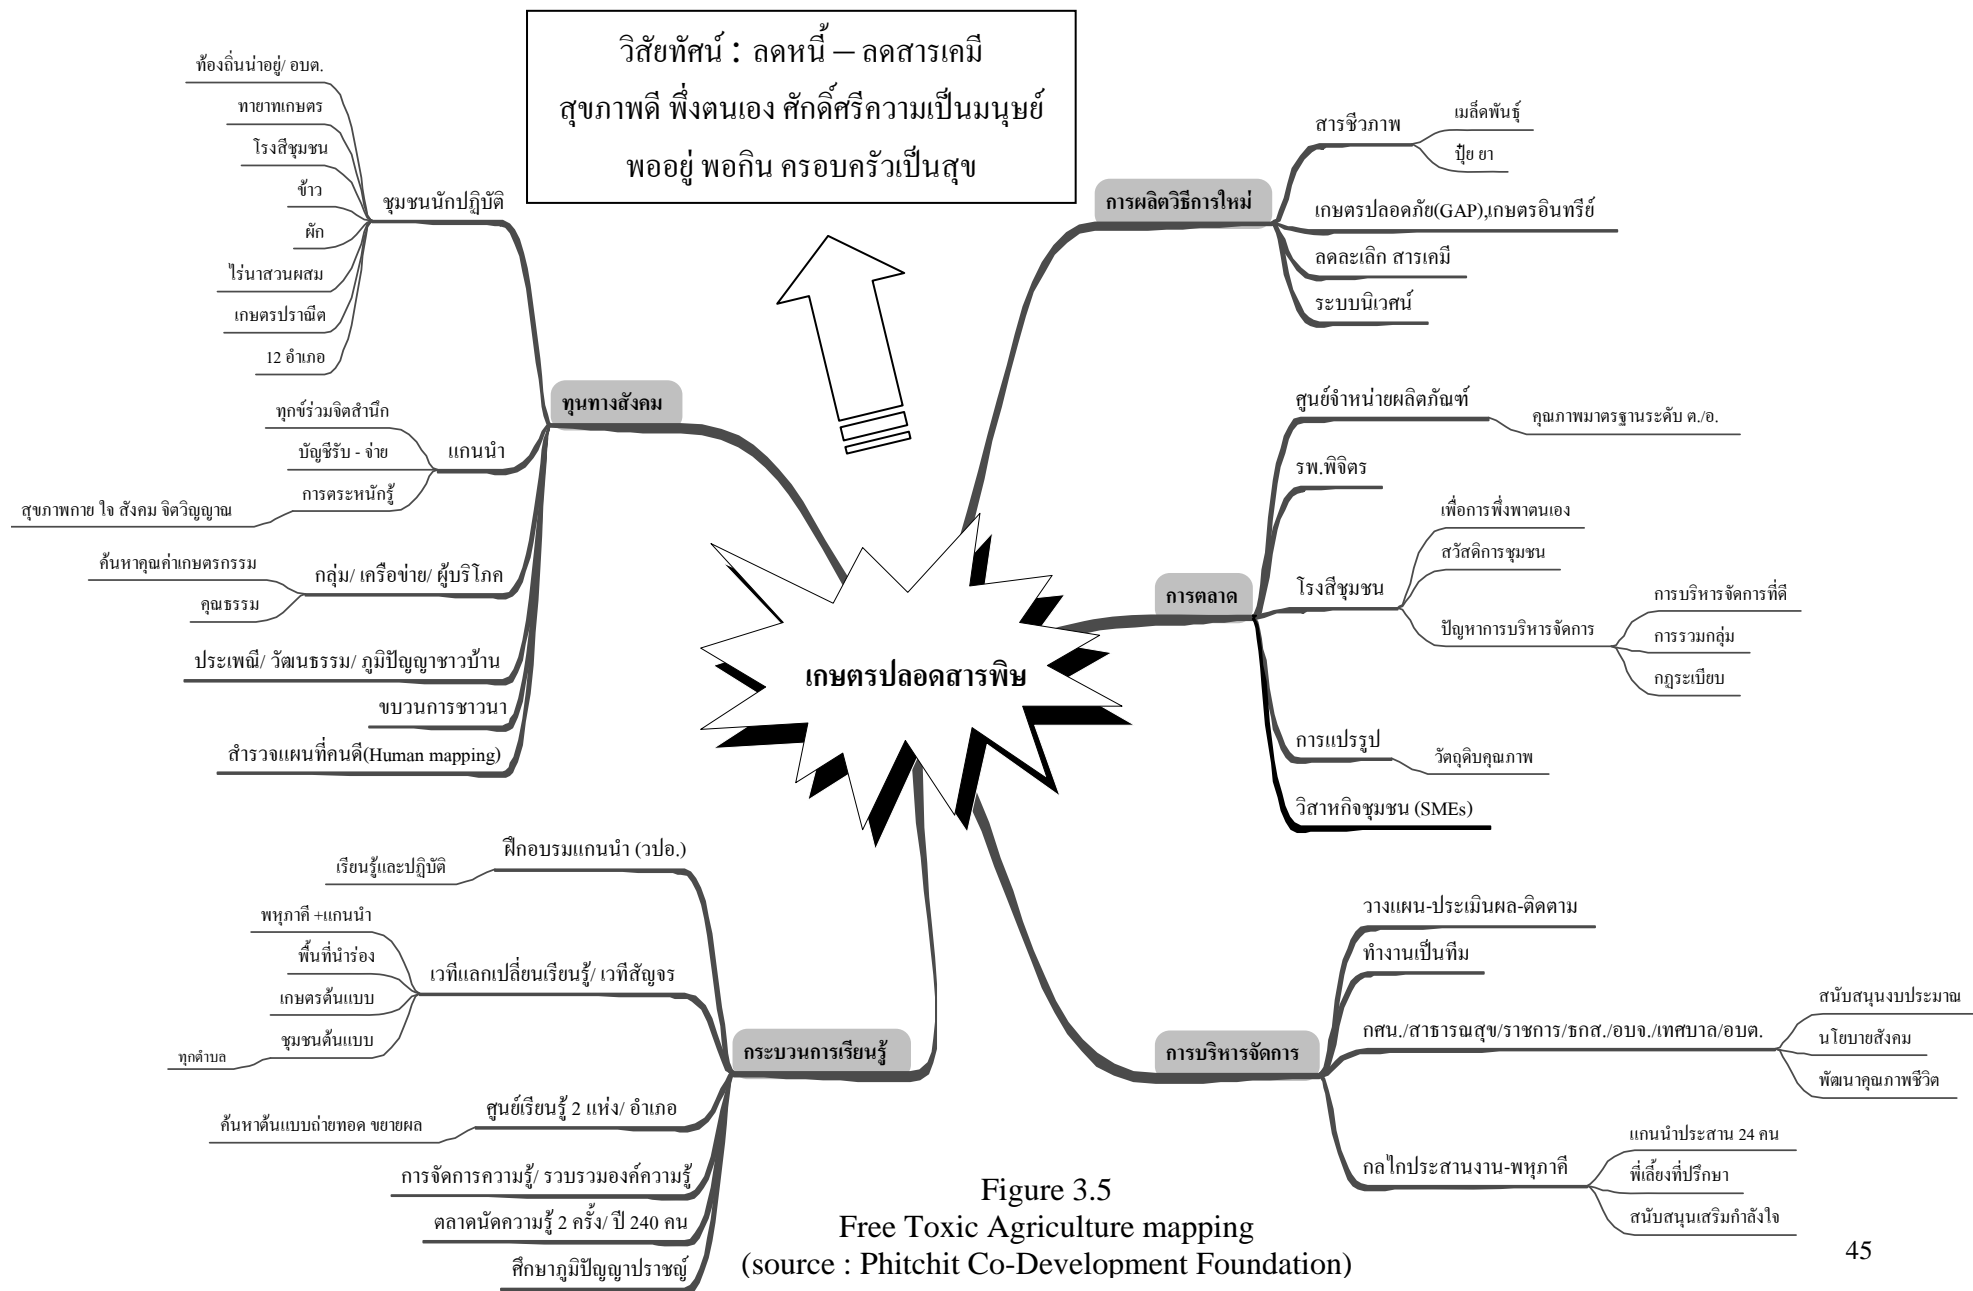 วิสัยทัศน์ : ลดหนี้ – ลดสารเคมี
สุขภาพดี พึ่งตนเอง ศักดิ์ศรีความเป็นมนุษย์
พออยู่ พอกิน ครอบครัวเป็นสุข
เกษตรปลอดสารพิษ
ทุนทางสังคม
ชุมชนนักปฏิบัติ
ท้องถิ่นน่าอยู่/ อบต.
ทายาทเกษตร
โรงสีชุมชน
ข้าว
ผัก
ไร่นาสวนผสม
เกษตรปราณีต
12 อำเภอ
แกนนำ
ทุกข์ร่วมจิตสำนึก
บัญชีรับ - จ่าย
การตระหนักรู้
สุขภาพกาย ใจ สังคม จิตวิญญาณ
กลุ่ม/ เครือข่าย/ ผู้บริโภค
ค้นหาคุณค่าเกษตรกรรม
คุณธรรม
ประเพณี/ วัฒนธรรม/ ภูมิปัญญาชาวบ้าน
ขบวนการชาวนา
สำรวจแผนที่คนดี(Human mapping)
การผลิตวิธีการใหม่
สารชีวภาพ
เมล็ดพันธุ์
ปุ๋ย ยา
เกษตรปลอดภัย(GAP),เกษตรอินทรีย์
ลดละเลิก สารเคมี
ระบบนิเวศน์
การตลาด
ศูนย์จำหน่ายผลิตภัณฑ์
คุณภาพมาตรฐานระดับ ต./อ.
รพ.พิจิตร
โรงสีชุมชน
เพื่อการพึ่งพาตนเอง
สวัสดิการชุมชน
ปัญหาการบริหารจัดการ
การบริหารจัดการที่ดี
การรวมกลุ่ม
กฎระเบียบ
การแปรรูป
วัตถุดิบคุณภาพ
วิสาหกิจชุมชน (SMEs)
กระบวนการเรียนรู้
ฝึกอบรมแกนนำ (วปอ.)
เรียนรู้และปฏิบัติ
เวทีแลกเปลี่ยนเรียนรู้/ เวทีสัญจร
พหุภาคี +แกนนำ
พื้นที่นำร่อง
เกษตรต้นแบบ
ชุมชนต้นแบบ
ทุกตำบล
ศูนย์เรียนรู้ 2 แห่ง/ อำเภอ
ค้นหาต้นแบบถ่ายทอด ขยายผล
การจัดการความรู้/ รวบรวมองค์ความรู้
ตลาดนัดความรู้ 2 ครั้ง/ ปี 240 คน
ศึกษาภูมิปัญญาปราชญ์
การบริหารจัดการ
วางแผน-ประเมินผล-ติดตาม
ทำงานเป็นทีม
กศน./สาธารณสุข/ราชการ/ธกส./อบจ./เทศบาล/อบต.
สนับสนุนงบประมาณ
นโยบายสังคม
พัฒนาคุณภาพชีวิต
กลไกประสานงาน-พหุภาคี
แกนนำประสาน 24 คน
พี่เลี้ยงที่ปรึกษา
สนับสนุนเสริมกำลังใจ
Figure 3.5
Free Toxic Agriculture mapping
(source : Phitchit Co-Development Foundation)
45